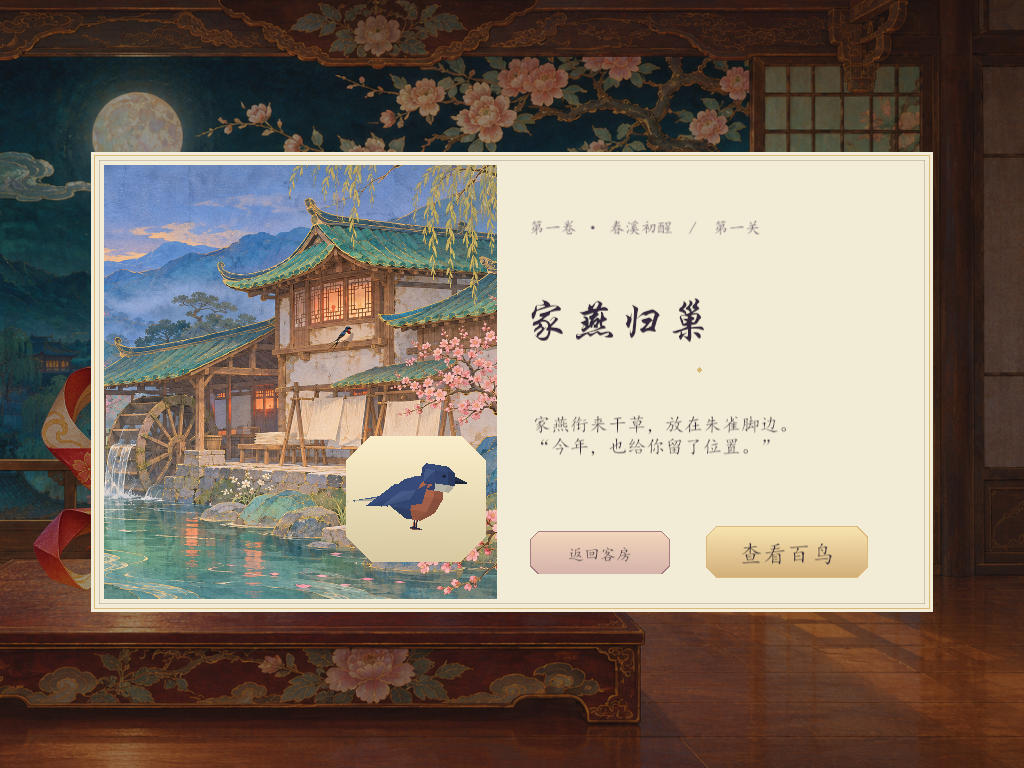 第一卷 · 春溪初醒 / 第一关
家燕归巢
家燕衔来干草，放在朱雀脚边。
“今年，也给你留了位置。”
返回客房
查看百鸟